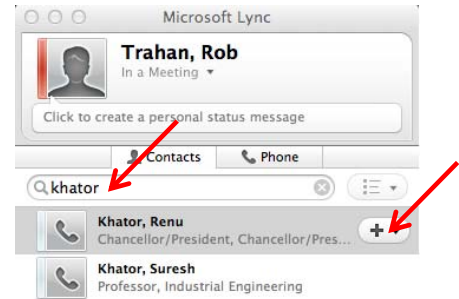 Microsoft Lync
Trahan, Rob
In a Meeting
Click to create a personal status message
Contacts Phone
khator
Khator, Renu
Chancellor/President, Chancellor/Pres...
Khator, Suresh
Professor, Industrial Engineering